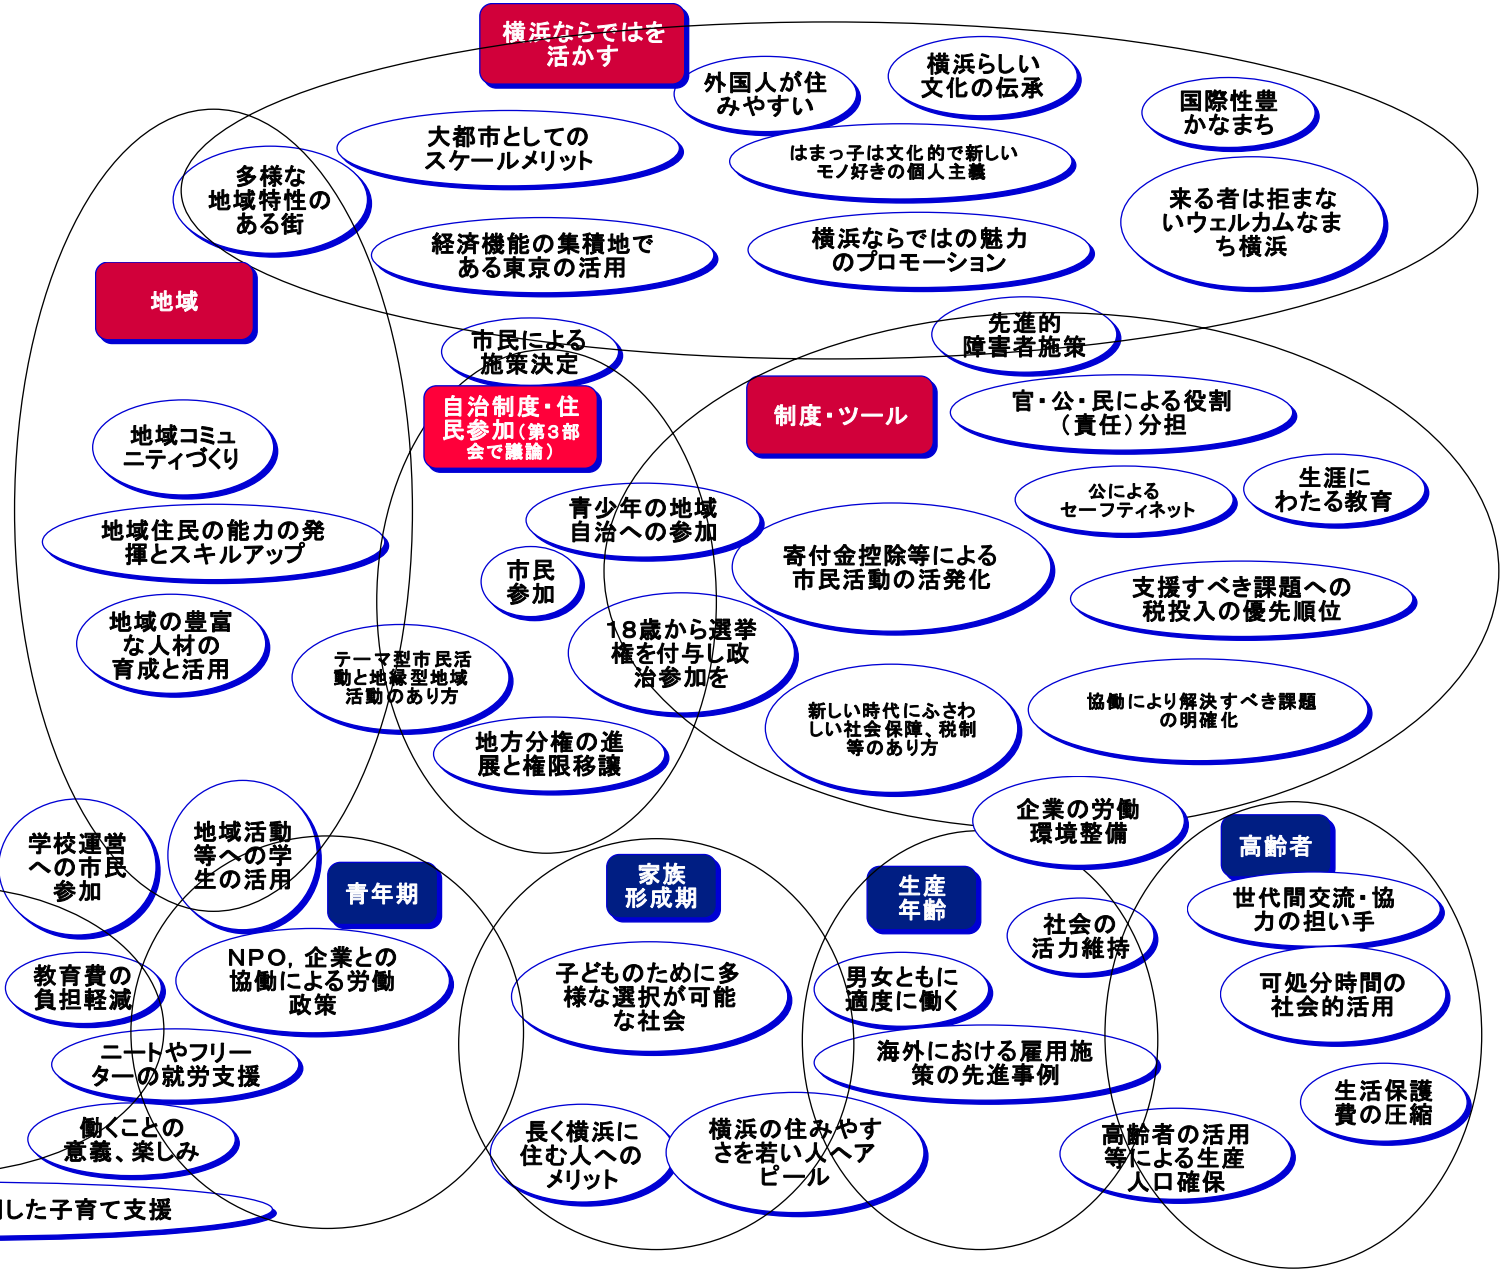 横浜ならではを
活かす
外国人が住
みやすい
横浜らしい
文化の伝承
国際性豊
かなまち
大都市としての
スケールメリット
はまっ子は文化的で新しい
モノ好きの個人主義
多様な
地域特性の
ある街
来る者は拒まな
いウェルカムなま
ち横浜
経済機能の集積地で
ある東京の活用
横浜ならではの魅力
のプロモーション
地域
市民による
施策決定
先進的
障害者施策
自治制度・住
民参加(第3部
会で議論)
制度・ツール
官・公・民による役割
(責任)分担
地域コミュ
ニティづくり
公による
セーフティネット
生涯に
わたる教育
地域住民の能力の発
揮とスキルアップ
青少年の地域
自治への参加
寄付金控除等による
市民活動の活発化
市民
参加
支援すべき課題への
税投入の優先順位
地域の豊富
な人材の
育成と活用
18歳から選挙
権を付与し政
治参加を
テーマ型市民活
動と地縁型地域
活動のあり方
新しい時代にふさわ
しい社会保障、税制
等のあり方
協働により解決すべき課題
の明確化
地方分権の進
展と権限移譲
企業の労働
環境整備
学校運営
への市民
参加
地域活動
等への学
生の活用
青年期
家族
形成期
生産
年齢
高齢者
世代間交流・協
力の担い手
社会の
活力維持
NPO,企業との
協働による労働
政策
教育費の
負担軽減
子どものために多
様な選択が可能
な社会
男女ともに
適度に働く
可処分時間の
社会的活用
ニートやフリー
ターの就労支援
海外における雇用施
策の先進事例
生活保護
費の圧縮
働くことの
意義、楽しみ
長く横浜に
住む人への
メリット
横浜の住みやす
さを若い人へア
ピール
高齢者の活用
等による生産
人口確保
した子育て支援